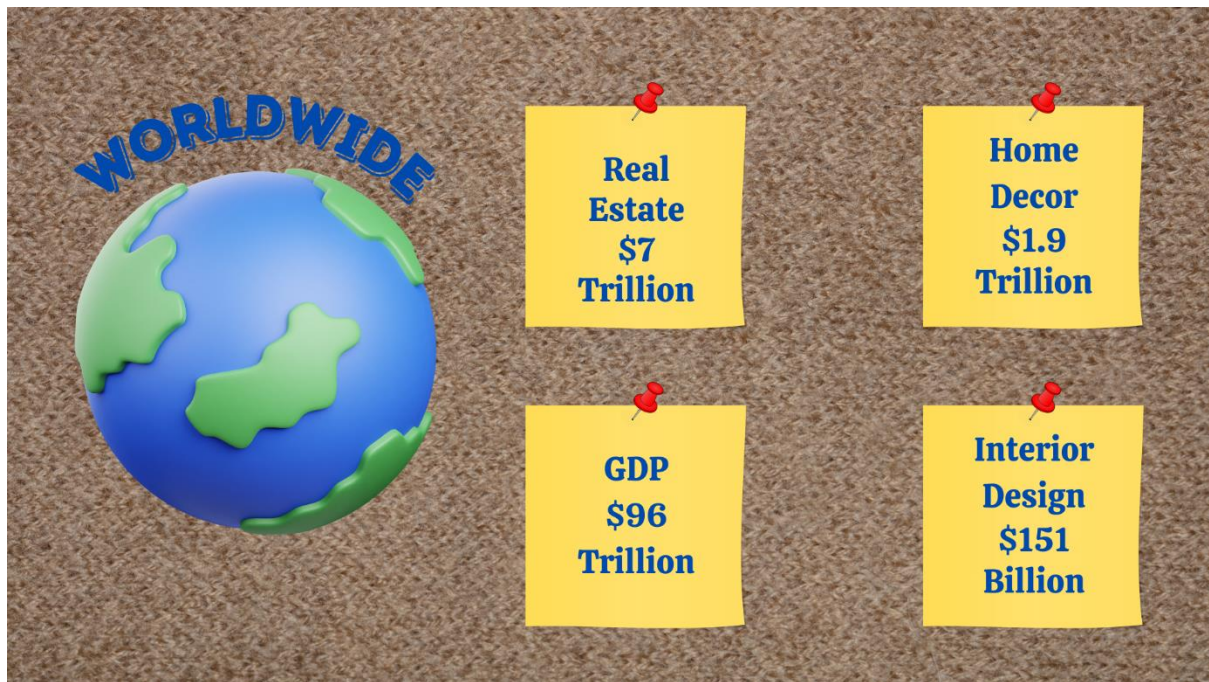 WORLDWIDE
Real
Estate
$7
Trillion
Home
Decor
$1.9
Trillion
GDP
$96
Trillion
Interior
Design
$151
Billion